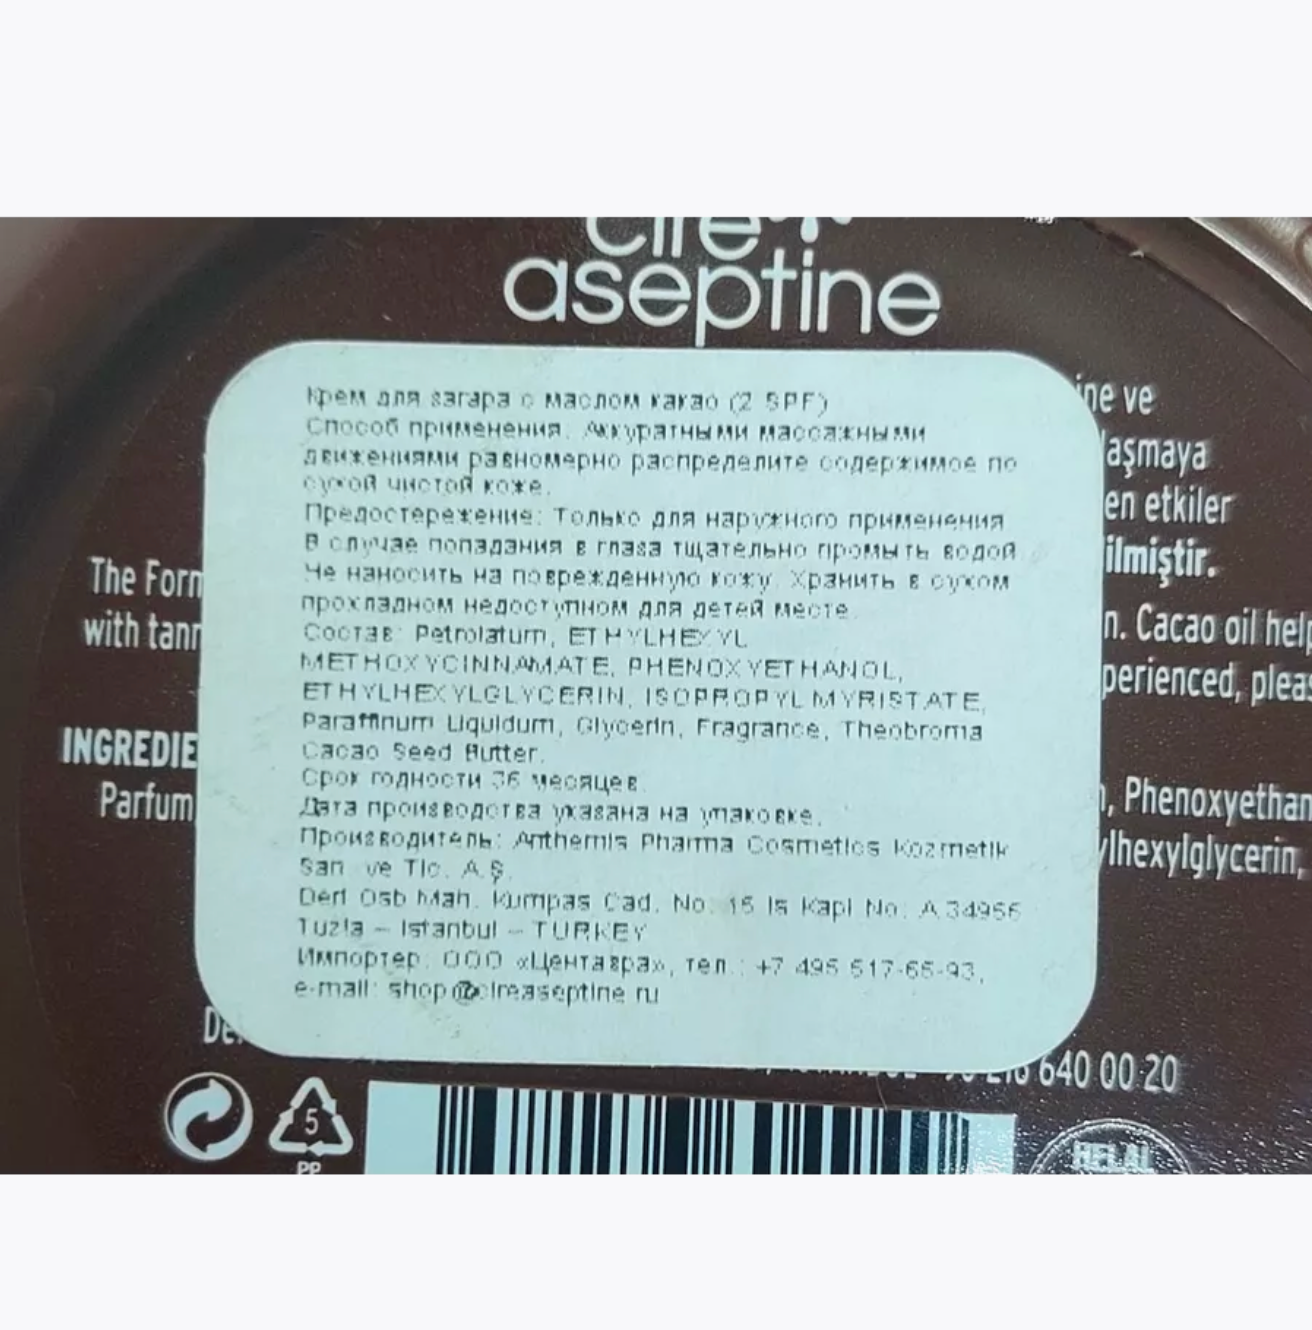 cire
aseptine
Крем для загара с маслом какао (2 SPF)
Способ применения: Аккуратными массажными
движениями равномерно распределите содержимое по
сухой чистой коже.
Предостережение: Только для наружного применения.
В случае попадания в глаза тщательно промыть водой.
Не наносить на поврежденную кожу. Хранить в сухом
прохладном недоступном для детей месте.
Состав: Petrolatum, ETHYLHEXYL
METHOXYCINNAMATE, PHENOXYETHANOL,
ETHYLHEXYLGLYCERIN, ISOPROPYL MYRISTATE,
Paraffinum Liquidum, Glycerin, Fragrance, Theobroma
Cacao Seed Butter.
Срок годности 36 месяцев.
Дата производства указана на упаковке.
Производитель: Anthemis Pharma Cosmetics Kozmetik
San. ve Tic. A.Ş.
Deri Osb Mah. Kumpas Cad. No: 15 Is Kapi No: A 34956
Tuzla – Istanbul – TURKEY
Импортер: ООО «Центавра», тел.: +7 495 517-65-93,
e-mail: shop@cireaseptine.ru
ine ve
laşmaya
en etkiler
ilmiştir.
The Form
with tann
n. Cacao oil help
perienced, pleas
INGREDIE
Parfum
n, Phenoxyethan
ylhexylglycerin,
640 00 20
5
PP
HELAL